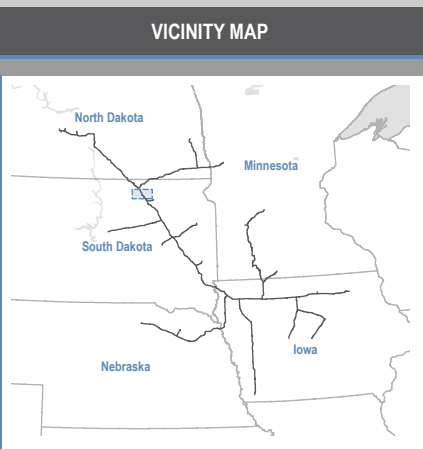 VICINITY MAP
North Dakota
Minnesota
South Dakota
Iowa
Nebraska